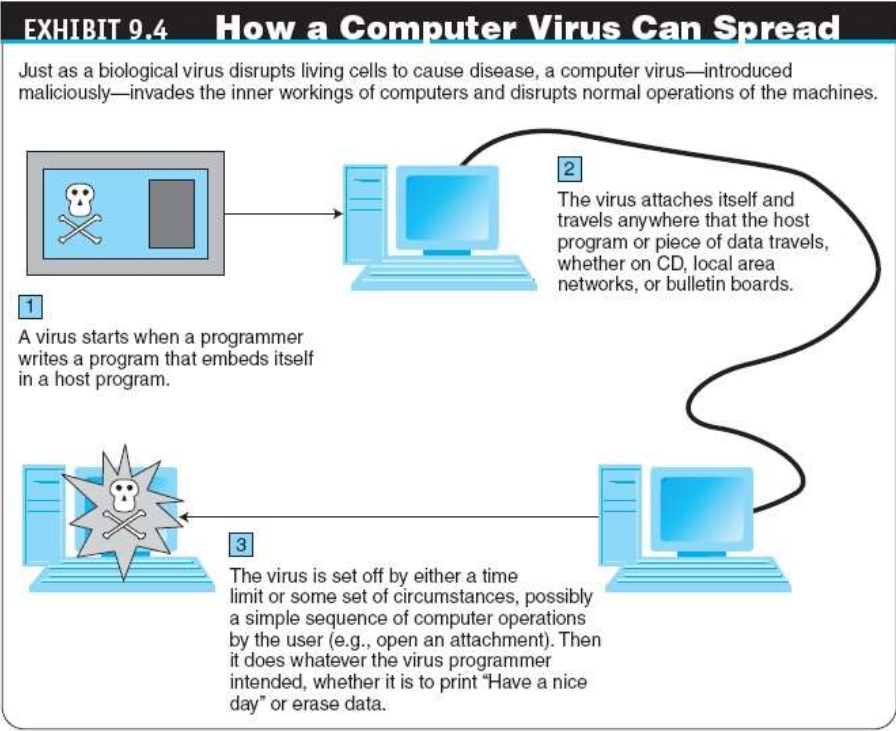 EXHIBIT 9.4 How a Computer Virus Can Spread
Just as a biological virus disrupts living cells to cause disease, a computer virus—introduced
maliciously—invades the inner workings of computers and disrupts normal operations of the machines.
1
A virus starts when a programmer
writes a program that embeds itself
in a host program.
2
The virus attaches itself and
travels anywhere that the host
program or piece of data travels,
whether on CD, local area
networks, or bulletin boards.
3
The virus is set off by either a time
limit or some set of circumstances, possibly
a simple sequence of computer operations
by the user (e.g., open an attachment). Then
it does whatever the virus programmer
intended, whether it is to print “Have a nice
day” or erase data.